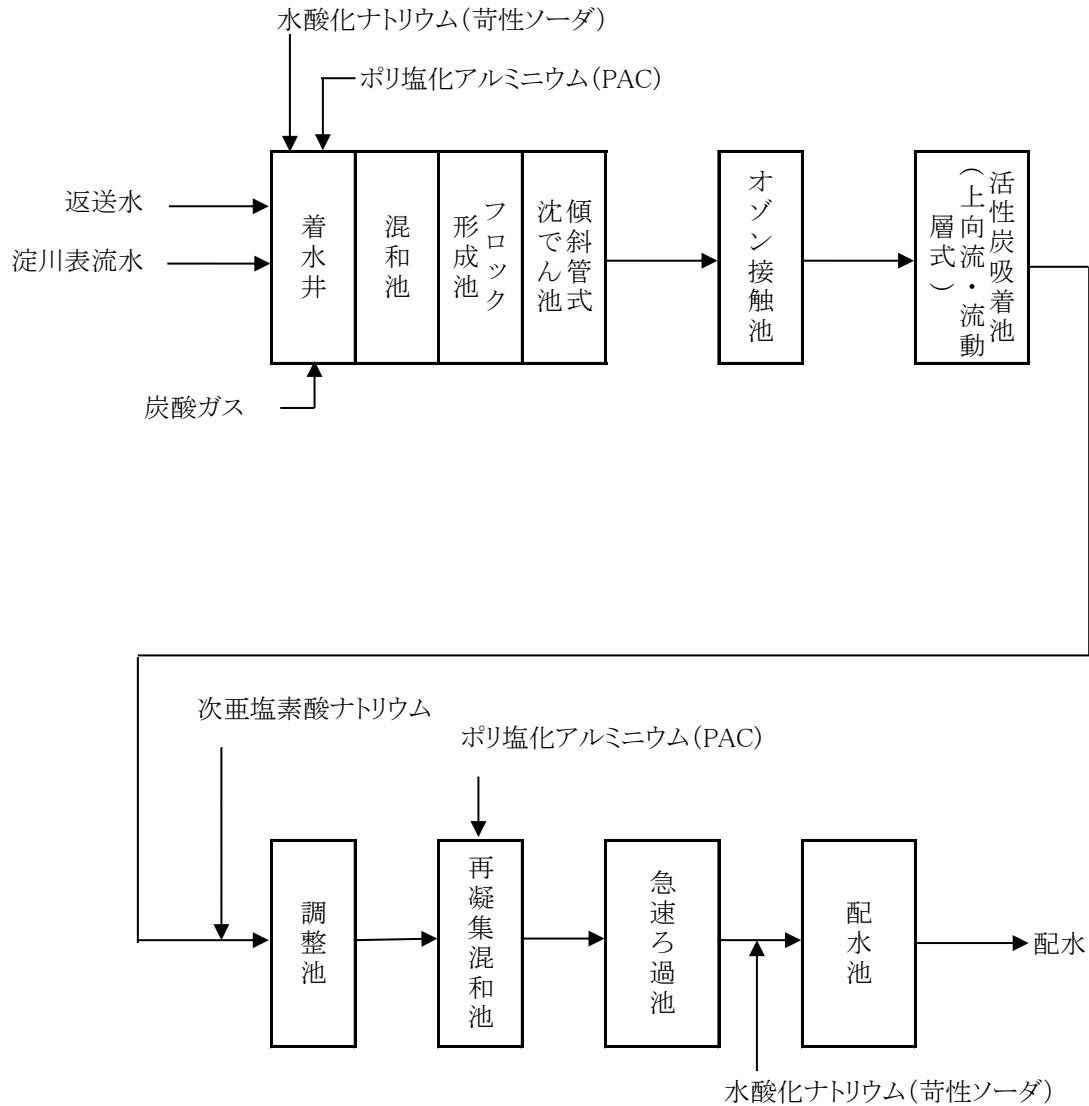 水酸化ナトリウム(苛性ソーダ)
ポリ塩化アルミニウム(PAC)
返送水
淀川表流水
着水井
混和池
フロック
形成池
傾斜管式
沈でん池
オゾン接触池
活性炭吸着池
(上向流・流動
層式)
炭酸ガス
次亜塩素酸ナトリウム
ポリ塩化アルミニウム(PAC)
調整池
再凝集混和池
急速ろ過池
配水池
配水
水酸化ナトリウム(苛性ソーダ)